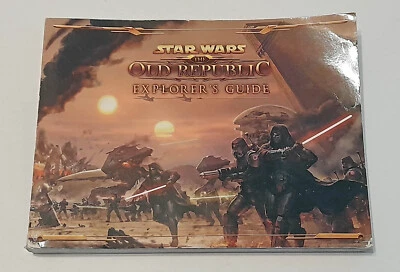 STAR WARS
THE
OLD REPUBLIC
EXPLORER'S GUIDE